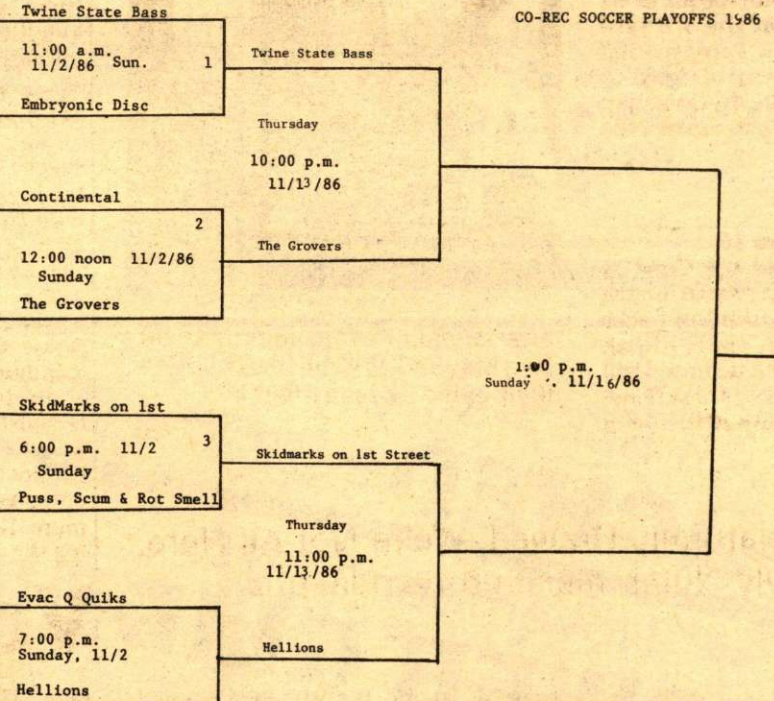 CO-REC SOCCER PLAYOFFS 1986
Twine State Bass
11:00 a.m.
11/2/86 Sun. 1
Embryonic Disc
Twine State Bass
Thursday
10:00 p.m.
11/13/86
Continental
2
12:00 noon 11/2/86
Sunday
The Grovers
The Grovers
1:00 p.m.
Sunday 11/16/86
SkidMarks on 1st
6:00 p.m. 11/2 3
Sunday
Puss, Scum & Rot Smell
Skidmarks on 1st Street
Thursday
11:00 p.m.
11/13/86
Evac Q Quiks
7:00 p.m.
Sunday, 11/2
Hellions
Hellions